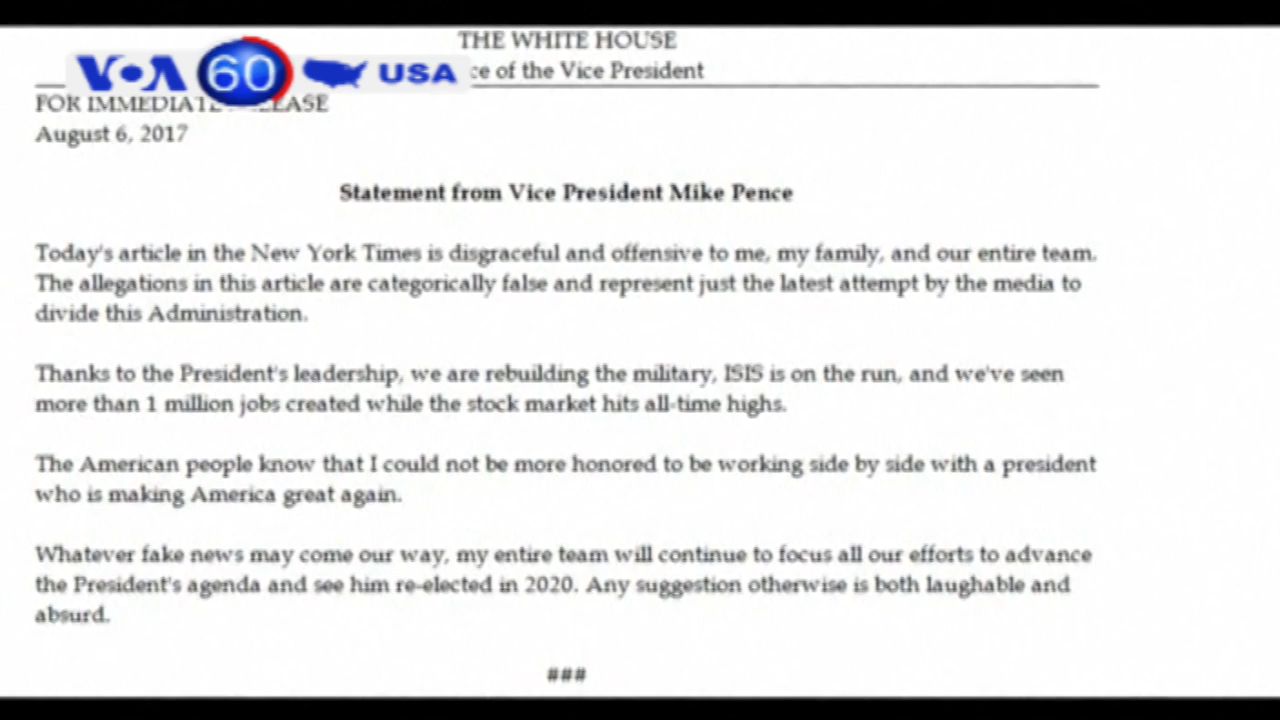 THE WHITE HOUSE
VOA 60 USA
ce of the Vice President
FOR IMMEDIATE RELEASE
August 6, 2017
Statement from Vice President Mike Pence
Today's article in the New York Times is disgraceful and offensive to me, my family, and our entire team.
The allegations in this article are categorically false and represent just the latest attempt by the media to
divide this Administration.
Thanks to the President's leadership, we are rebuilding the military, ISIS is on the run, and we've seen
more than 1 million jobs created while the stock market hits all-time highs.
The American people know that I could not be more honored to be working side by side with a president
who is making America great again.
Whatever fake news may come our way, my entire team will continue to focus all our efforts to advance
the President's agenda and see him re-elected in 2020. Any suggestion otherwise is both laughable and
absurd.
###